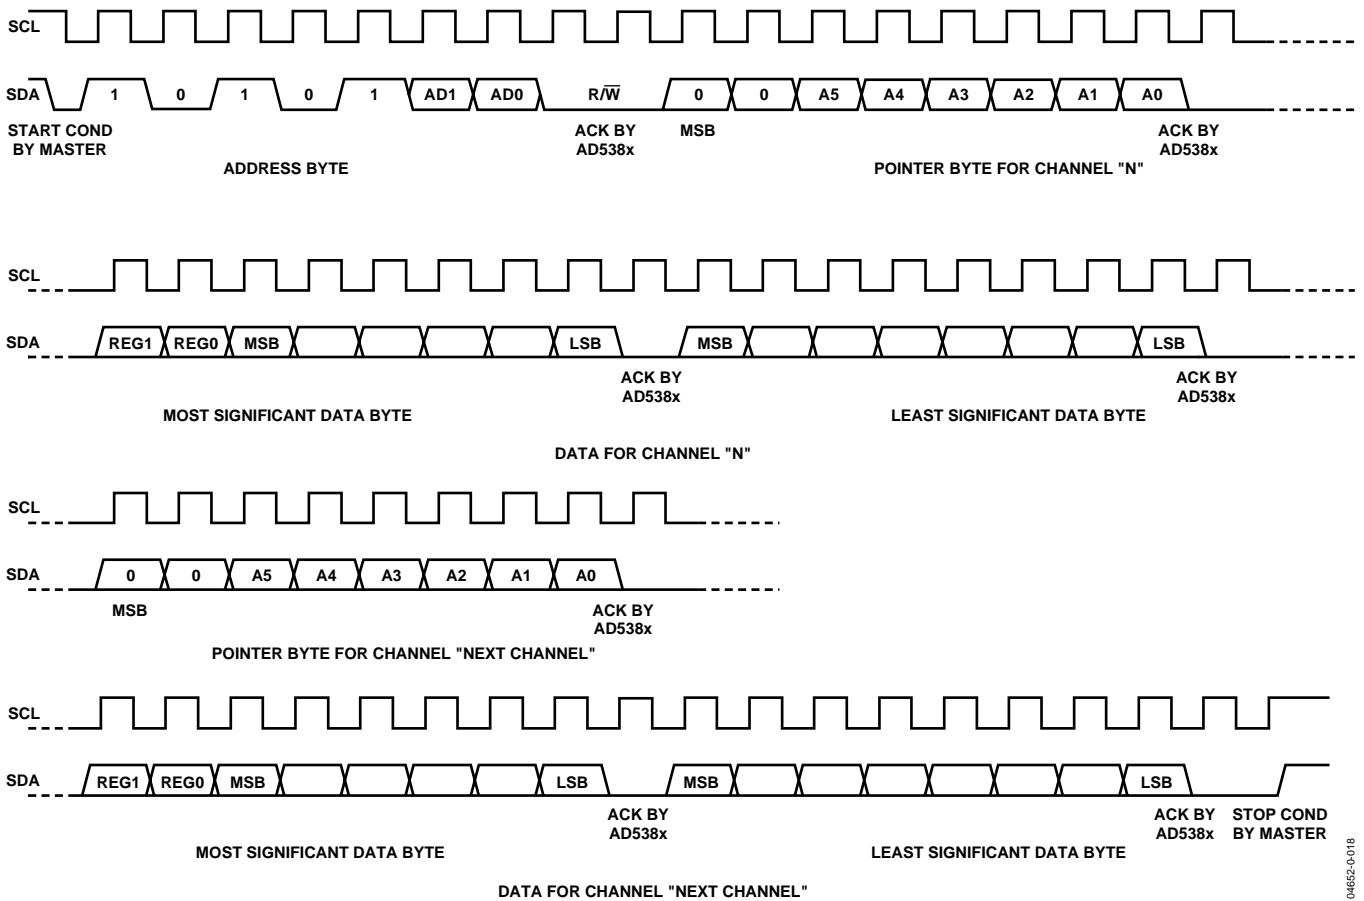 SCL
SDA 1 0 1 0 1 AD1 AD0 R/W̅ 0 0 A5 A4 A3 A2 A1 A0
START COND BY MASTER
ACK BY AD538x
MSB
ACK BY AD538x
ADDRESS BYTE
POINTER BYTE FOR CHANNEL "N"
SCL
SDA REG1 REG0 MSB LSB MSB LSB
ACK BY AD538x
ACK BY AD538x
MOST SIGNIFICANT DATA BYTE
LEAST SIGNIFICANT DATA BYTE
DATA FOR CHANNEL "N"
SCL
SDA 0 0 A5 A4 A3 A2 A1 A0
MSB
ACK BY AD538x
POINTER BYTE FOR CHANNEL "NEXT CHANNEL"
SCL
SDA REG1 REG0 MSB LSB MSB LSB
ACK BY AD538x
ACK BY AD538x
STOP COND BY MASTER
MOST SIGNIFICANT DATA BYTE
LEAST SIGNIFICANT DATA BYTE
DATA FOR CHANNEL "NEXT CHANNEL"
04652-0-018